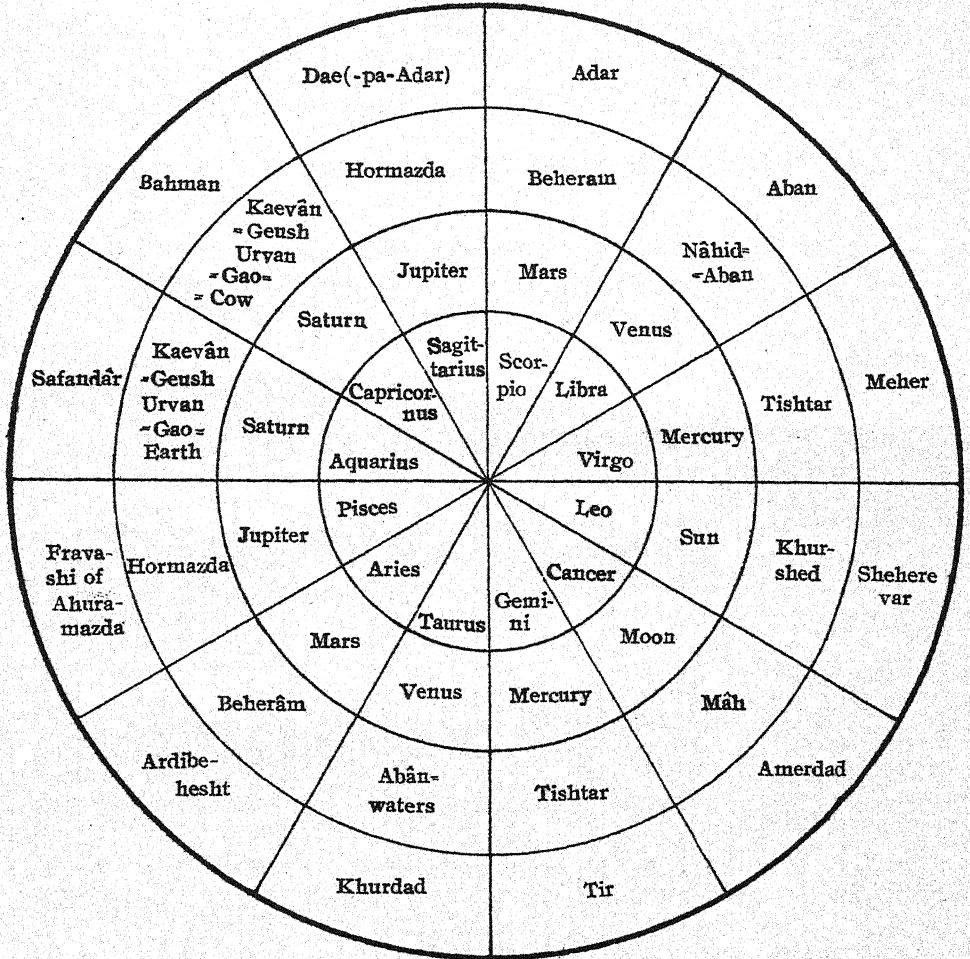 Dae(-pa-Adar)
Adar
Aban
Meher
Shehere
var
Amerdad
Tir
Khurdad
Ardibe-
hesht
Frava-
shi of
Ahura-
mazda
Safandâr
Bahman
Hormazda
Beheram
Nâhid=
=Aban
Tishtar
Khur-
shed
Mâh
Tishtar
Abân=
waters
Beherâm
Hormazda
Kaevân
=Geush
Urvan
=Gao=
Earth
Kaevân
=Geush
Urvan
=Gao=
= Cow
Jupiter
Mars
Venus
Mercury
Sun
Moon
Mercury
Venus
Mars
Jupiter
Saturn
Saturn
Sagit-
tarius
Scor-
pio
Libra
Virgo
Leo
Cancer
Gemi-
ni
Taurus
Aries
Pisces
Aquarius
Capricor-
nus